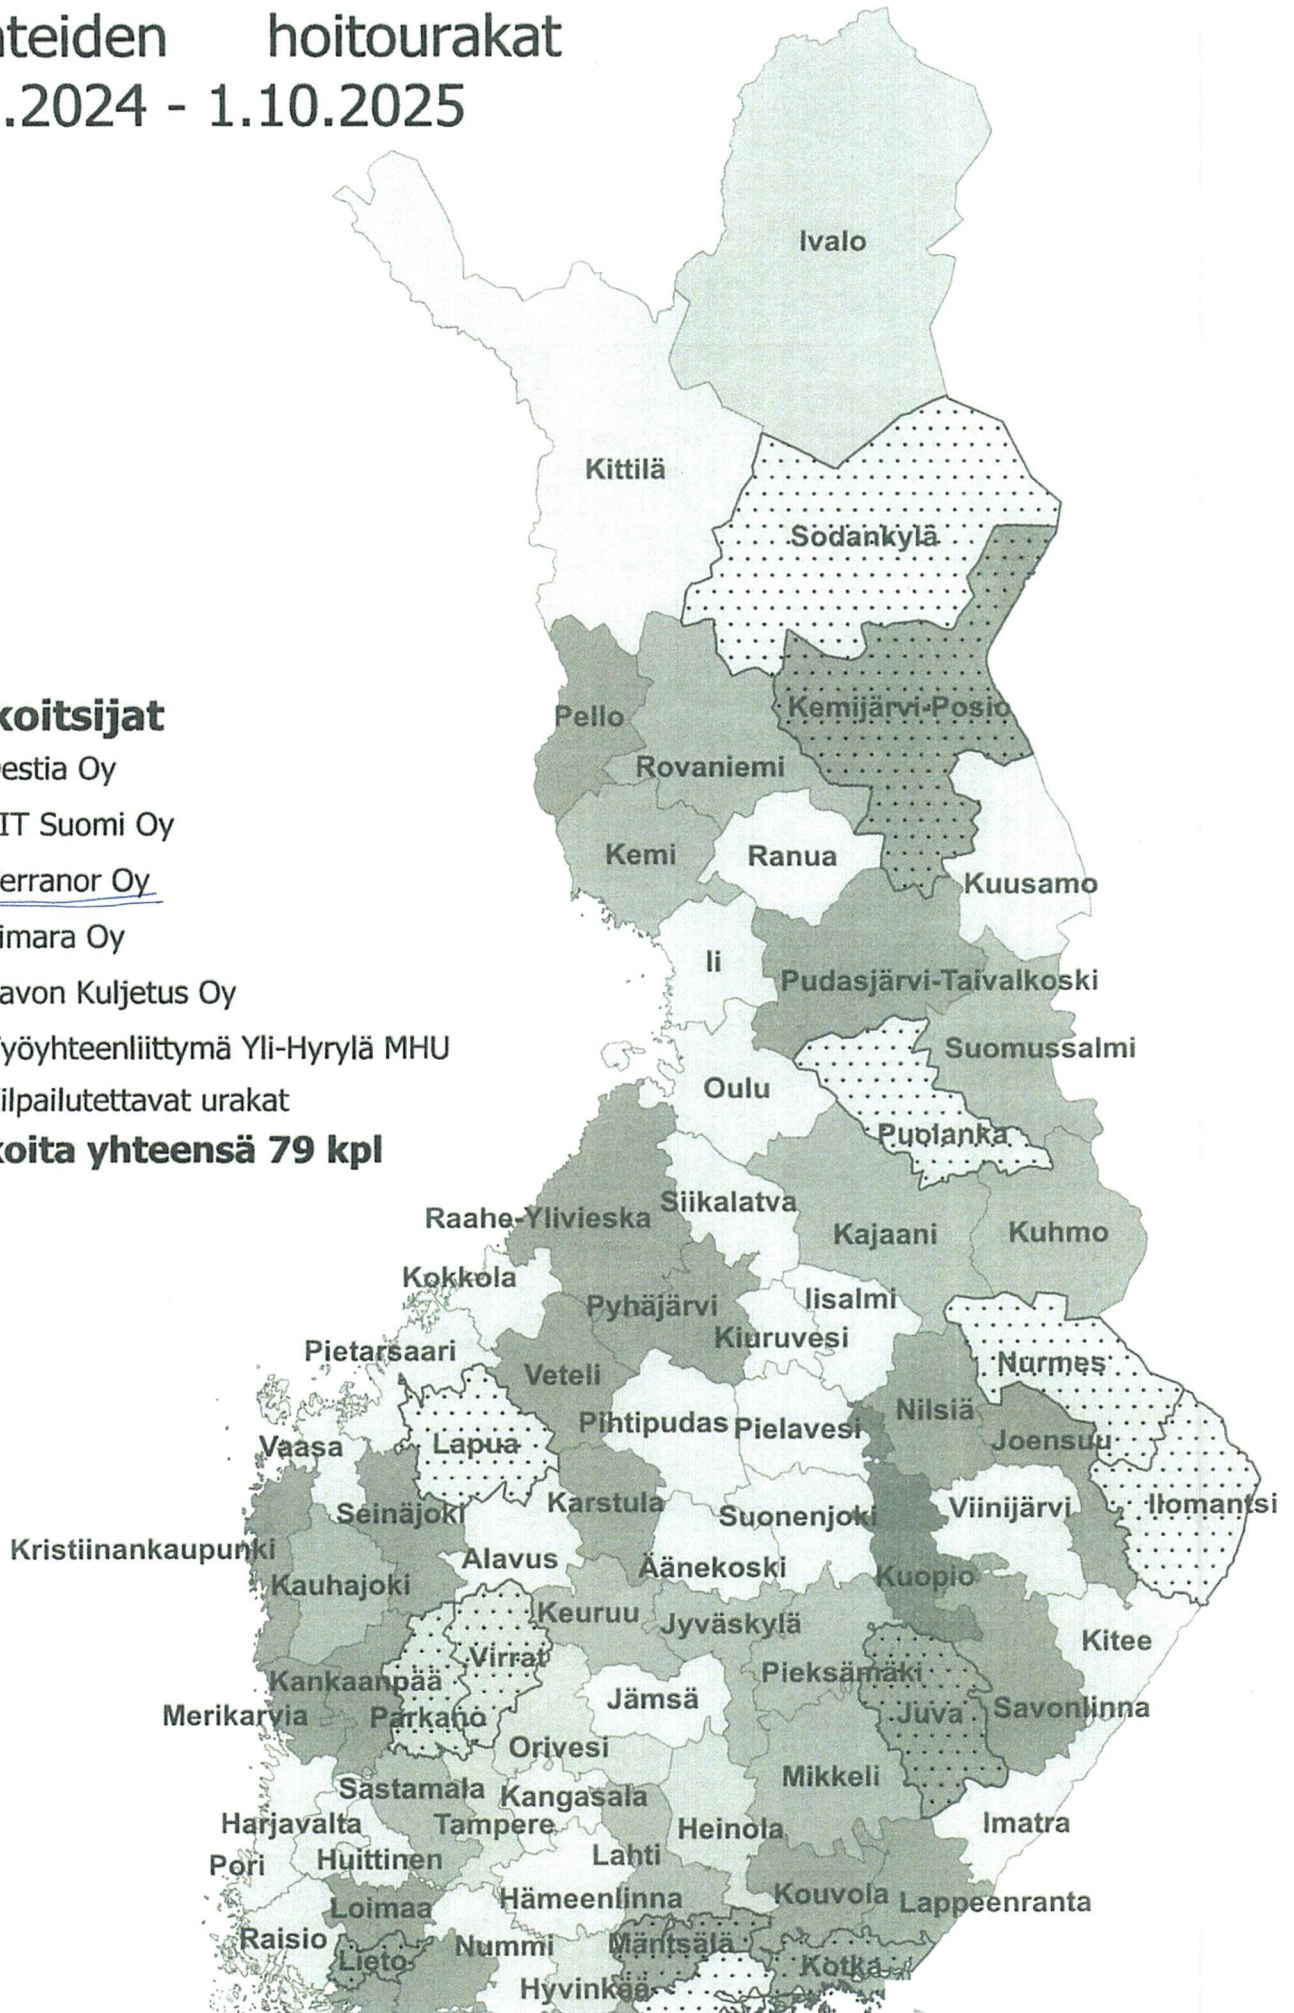 nteiden hoitourakat
.2024 - 1.10.2025
Ivalo
Kittilä
Sodankylä
koitsijat
estia Oy
IT Suomi Oy
erranor Oy
imara Oy
avon Kuljetus Oy
yöyhteenliittymä Yli-Hyrylä MHU
ilpailutettavat urakat
koita yhteensä 79 kpl
Pello
Kemijärvi-Posio
Rovaniemi
Kemi
Ranua
Kuusamo
Ii
Pudasjärvi-Taivalkoski
Suomussalmi
Oulu
Puolanka
Siikalatva
Raahe-Ylivieska
Kajaani
Kuhmo
Kokkola
Iisalmi
Pyhäjärvi
Kiuruvesi
Pietarsaari
Nurmes
Veteli
Nilsiä
Pihtipudas
Pielavesi
Joensuu
Vaasa
Lapua
Karstula
Viinijärvi
Ilomantsi
Seinäjoki
Suonenjoki
Kristiinankaupunki
Alavus
Äänekoski
Kuopio
Kauhajoki
Keuruu
Jyväskylä
Kitee
Virrat
Pieksämäki
Kankaanpää
Jämsä
Savonlinna
Merikarvia
Parkano
Juva
Orivesi
Mikkeli
Sastamala
Kangasala
Harjavalta
Tampere
Heinola
Imatra
Lahti
Pori
Huittinen
Hämeenlinna
Kouvola
Lappeenranta
Loimaa
Raisio
Nummi
Mäntsälä
Lieto
Kotka
Hyvinkää